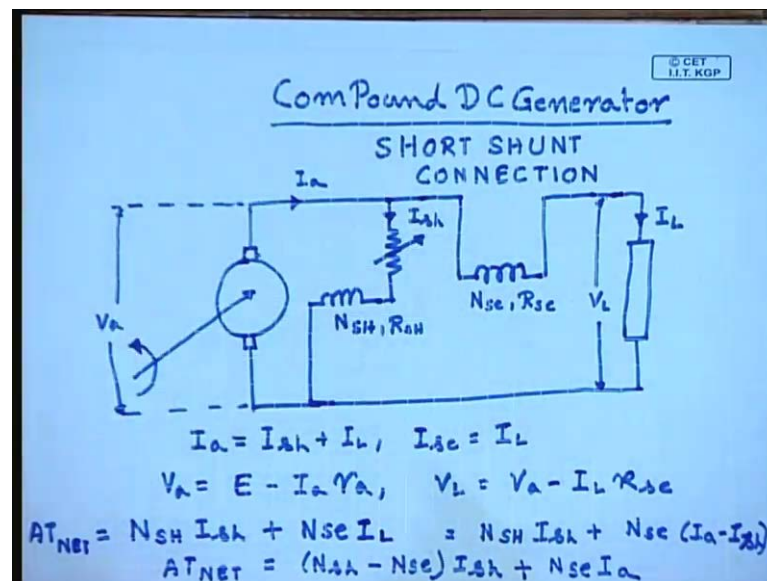 © CET
I.I.T. KGP
ComPound DC Generator
SHORT SHUNT
CONNECTION
Ia
Ish
IL
Va
NSH, RSH
Nse, Rse
VL
Ia = Ish + IL, Ise = IL
Va = E - Ia ra, VL = Va - IL Rse
ATNET = NSH Ish + Nse IL = NSH Ish + Nse (Ia - Ish)
ATNET = (Nsh - Nse) Ish + Nse Ia